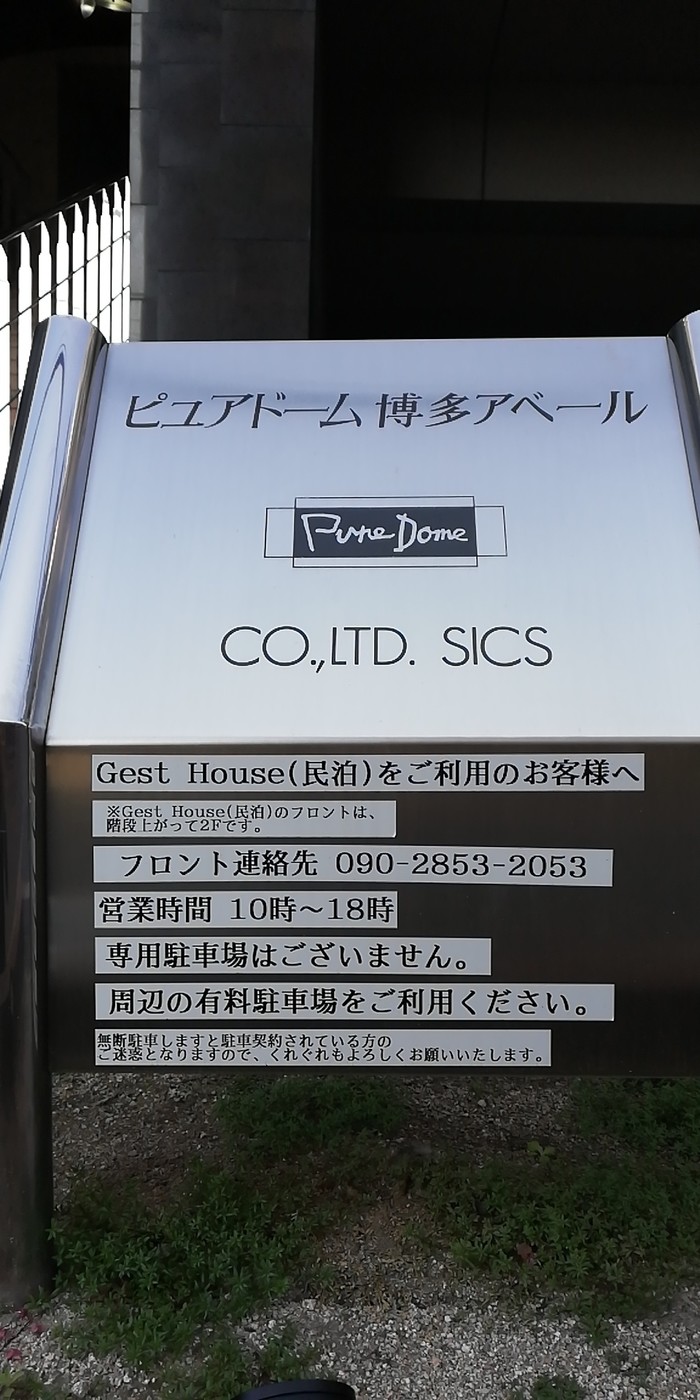 ピュアドーム 博多アベール
Pure Dome
CO.,LTD. SICS
Gest House(民泊)をご利用のお客様へ
※Gest House(民泊)のフロントは、
階段上がって2Fです。
フロント連絡先 090-2853-2053
営業時間 10時～18時
専用駐車場はございません。
周辺の有料駐車場をご利用ください。
無断駐車しますと駐車契約されている方の
ご迷惑となりますので、くれぐれもよろしくお願いいたします。